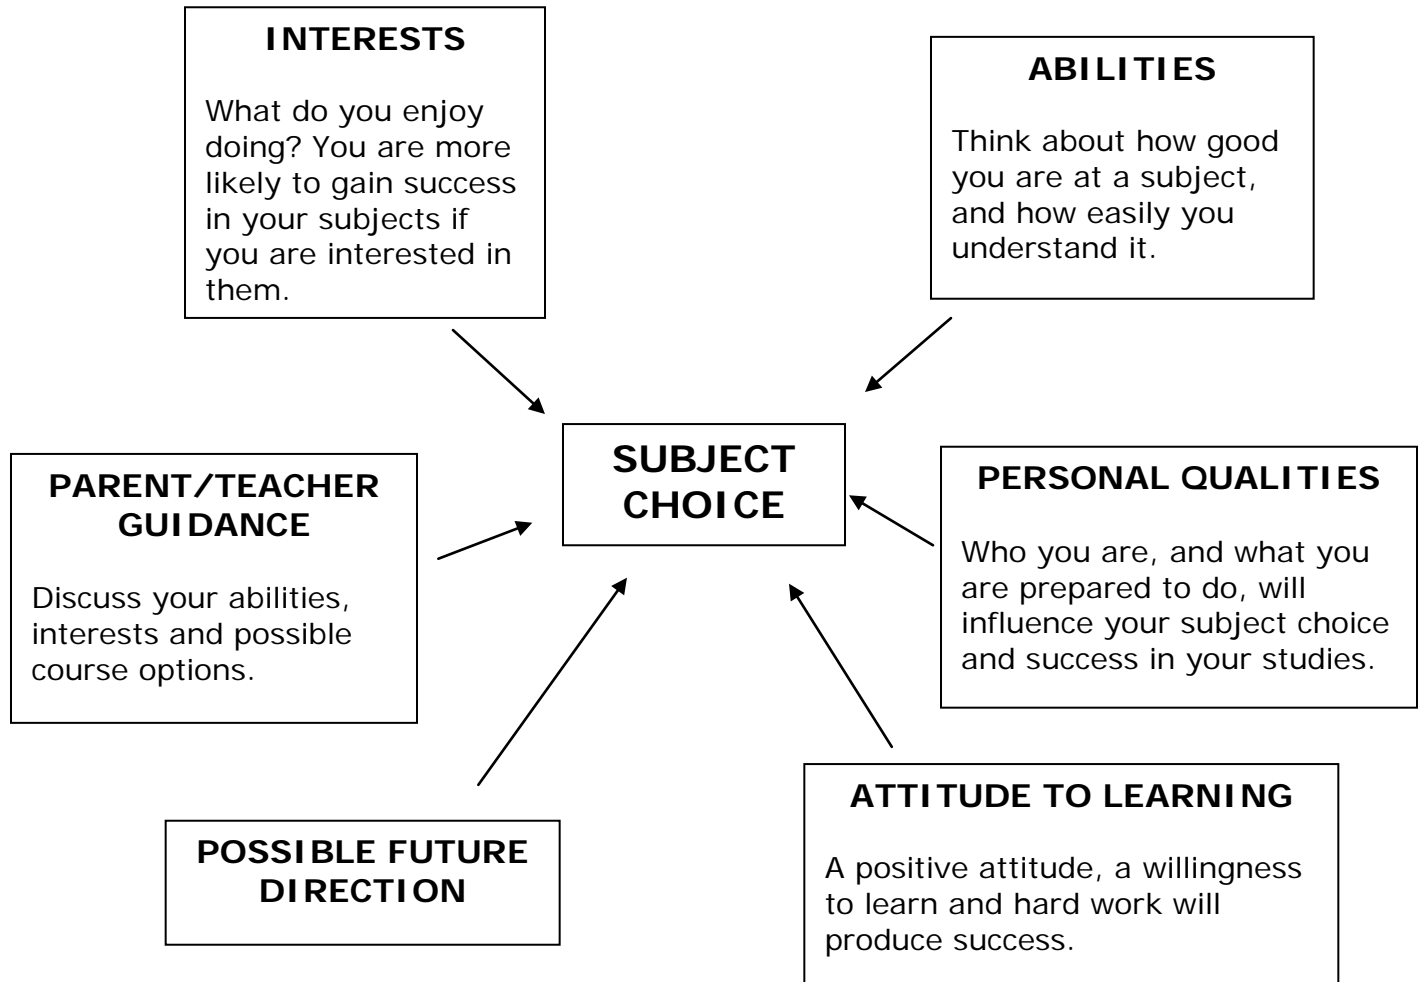 INTERESTS
What do you enjoy
doing? You are more
likely to gain success
in your subjects if
you are interested in
them.
ABILITIES
Think about how good
you are at a subject,
and how easily you
understand it.
SUBJECT
CHOICE
PARENT/TEACHER
GUIDANCE
Discuss your abilities,
interests and possible
course options.
PERSONAL QUALITIES
Who you are, and what you
are prepared to do, will
influence your subject choice
and success in your studies.
POSSIBLE FUTURE
DIRECTION
ATTITUDE TO LEARNING
A positive attitude, a willingness
to learn and hard work will
produce success.